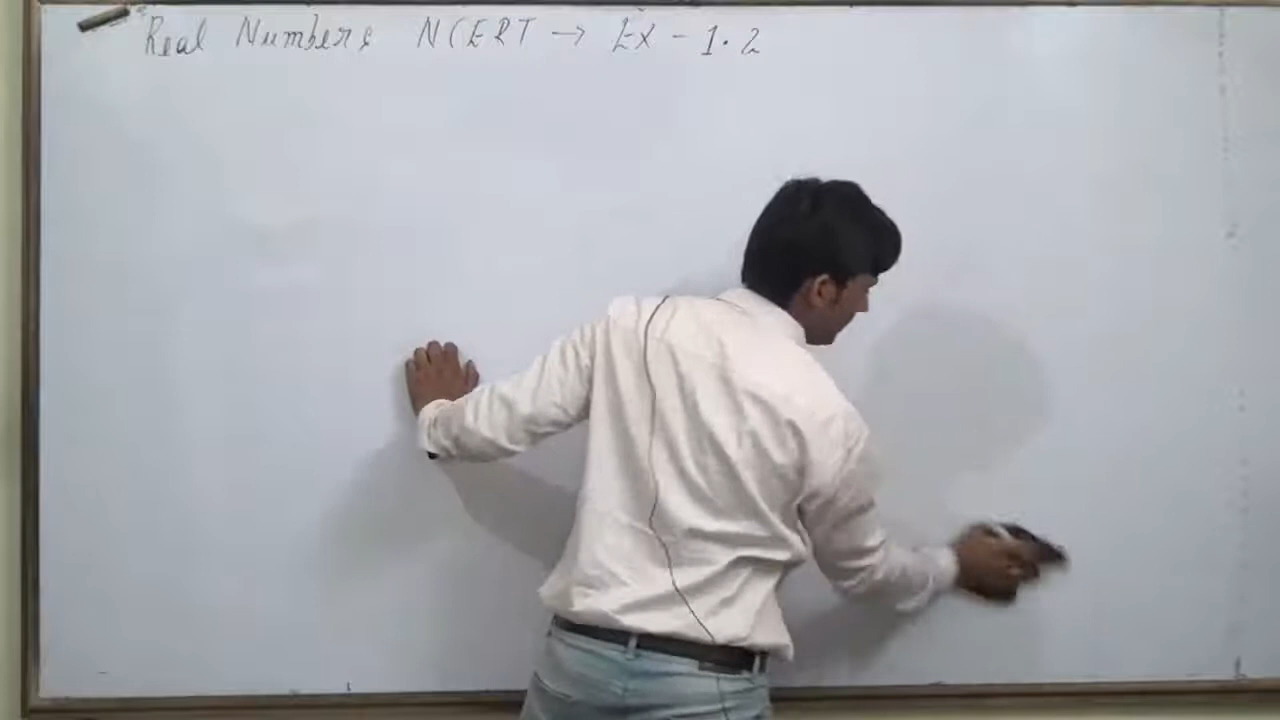 Real Numbers NCERT → Ex - 1.2